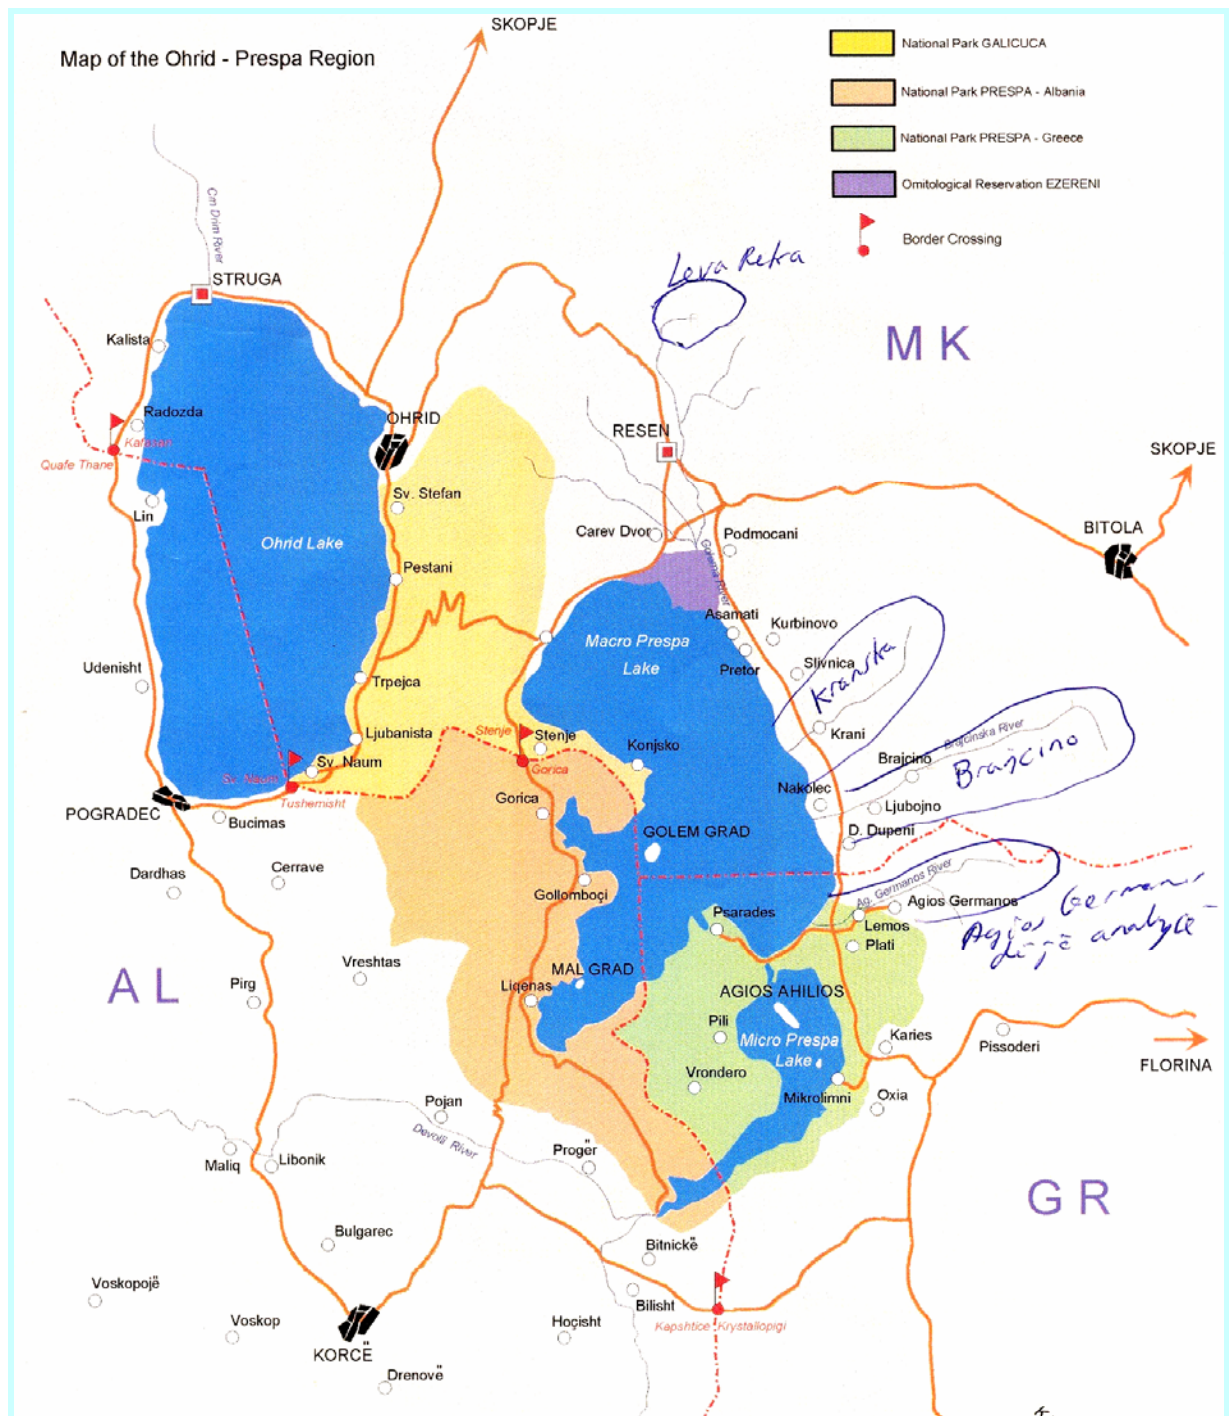 SKOPJE
Map of the Ohrid - Prespa Region
National Park GALICUCA
National Park PRESPA - Albania
National Park PRESPA - Greece
Ornitological Reservation EZERENI
Border Crossing
Crn Drim River
STRUGA
Leva Reka
MK
Kalista
Radozda
OHRID
RESEN
Kafasan
Quafe Thane
SKOPJE
Sv. Stefan
Lin
Carev Dvor
Podmocani
BITOLA
Ohrid Lake
Golema River
Pestani
Asamati
Kurbinovo
Macro Prespa
Lake
Pretor
Slivnica
Kranska
Udenisht
Trpejca
Krani
Ljubanista
Stenje
Stenje
Konjsko
Brajcinska River
Brajcino
Brajcino
Sv. Naum
Sv. Naum
Gorica
Tushemisht
Gorica
Nakolec
Ljubojno
POGRADEC
Bucimas
GOLEM GRAD
D. Dupeni
Dardhas
Cerrave
Gollomboçi
Ag. Germanos River
Agios Germanos
Psarades
Lemos
Plati
Agios Germanos
analyse
AL
Vreshtas
MAL GRAD
Pirg
Liqenas
AGIOS AHILIOS
Pili
Micro Prespa
Lake
Karies
Pissoderi
FLORINA
Vrondero
Mikrolimni
Oxia
Pojan
Devolli River
Progër
Maliq
Libonik
GR
Bulgarec
Bitnickë
Voskopojë
Bilisht
Voskop
Hoçisht
Kapshtice
Krystallopigi
KORCË
Drenovë